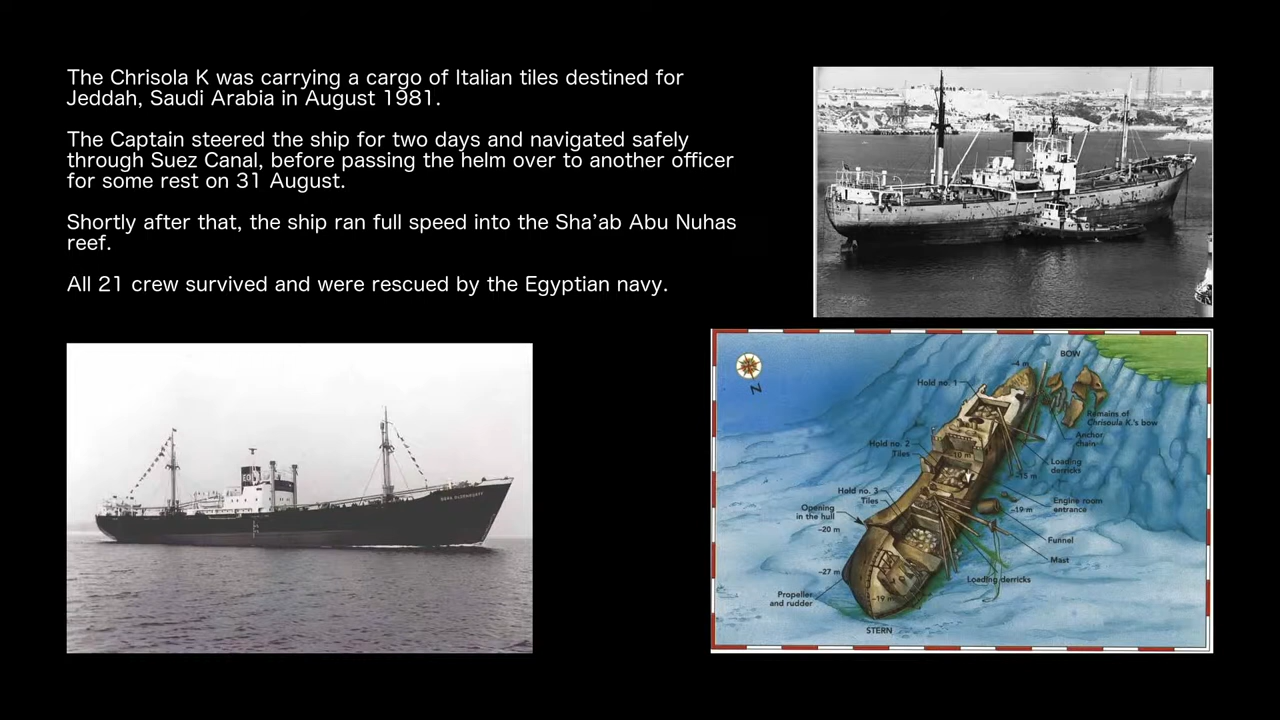 The Chrisola K was carrying a cargo of Italian tiles destined for
Jeddah, Saudi Arabia in August 1981.
The Captain steered the ship for two days and navigated safely
through Suez Canal, before passing the helm over to another officer
for some rest on 31 August.
Shortly after that, the ship ran full speed into the Sha’ab Abu Nuhas
reef.
All 21 crew survived and were rescued by the Egyptian navy.
K
N
BOW
–4 m
Hold no. 1
Remains of
Chrisoula K.'s bow
Anchor
chain
Hold no. 2
Tiles
–10 m
Loading
derricks
–15 m
Hold no. 3
Tiles
Engine room
entrance
–19 m
Opening
in the hull
–20 m
Funnel
Mast
–27 m
Loading derricks
Propeller
and rudder
–19 m
STERN